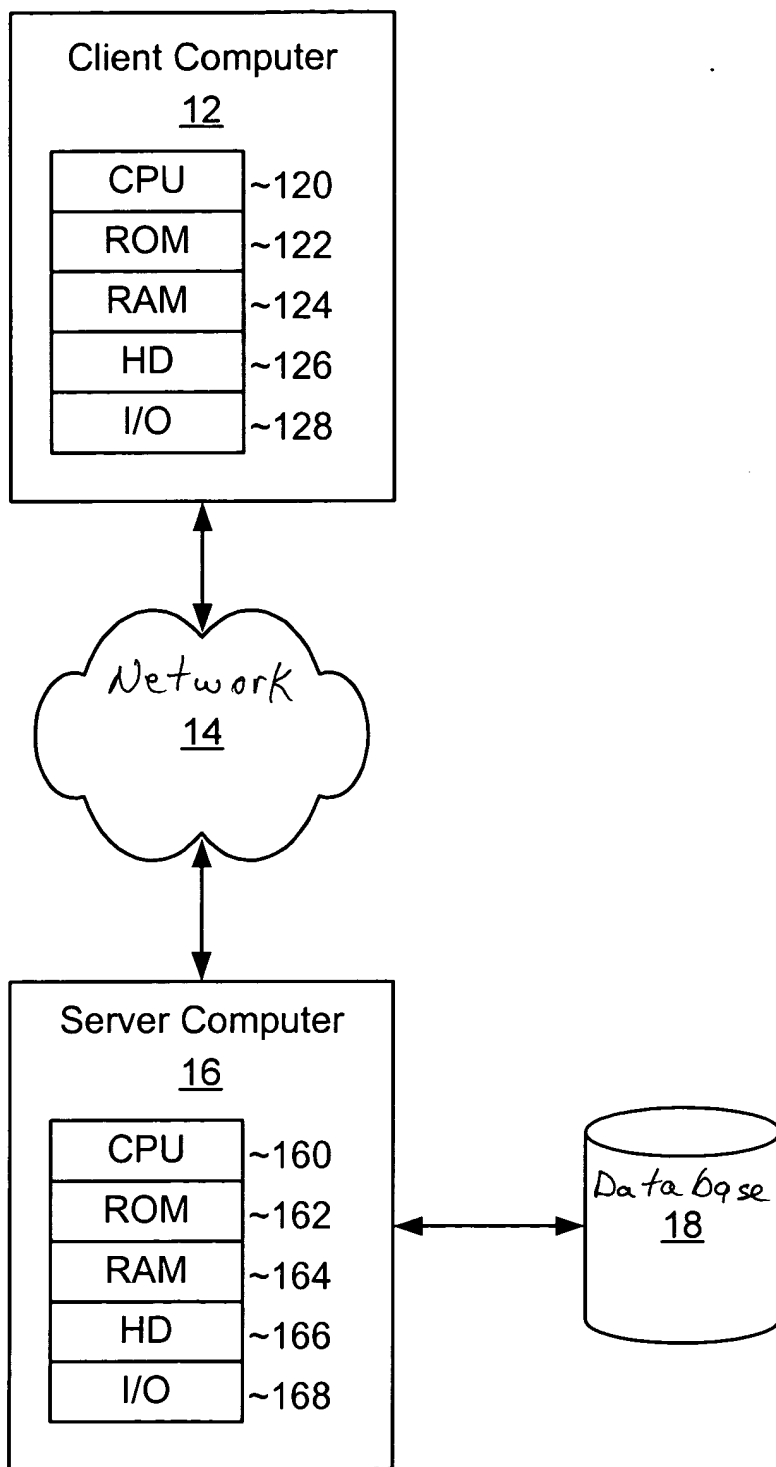 Client Computer
12
CPU ~120
ROM ~122
RAM ~124
HD ~126
I/O ~128
Network
14
Server Computer
16
CPU ~160
ROM ~162
RAM ~164
HD ~166
I/O ~168
Database
18